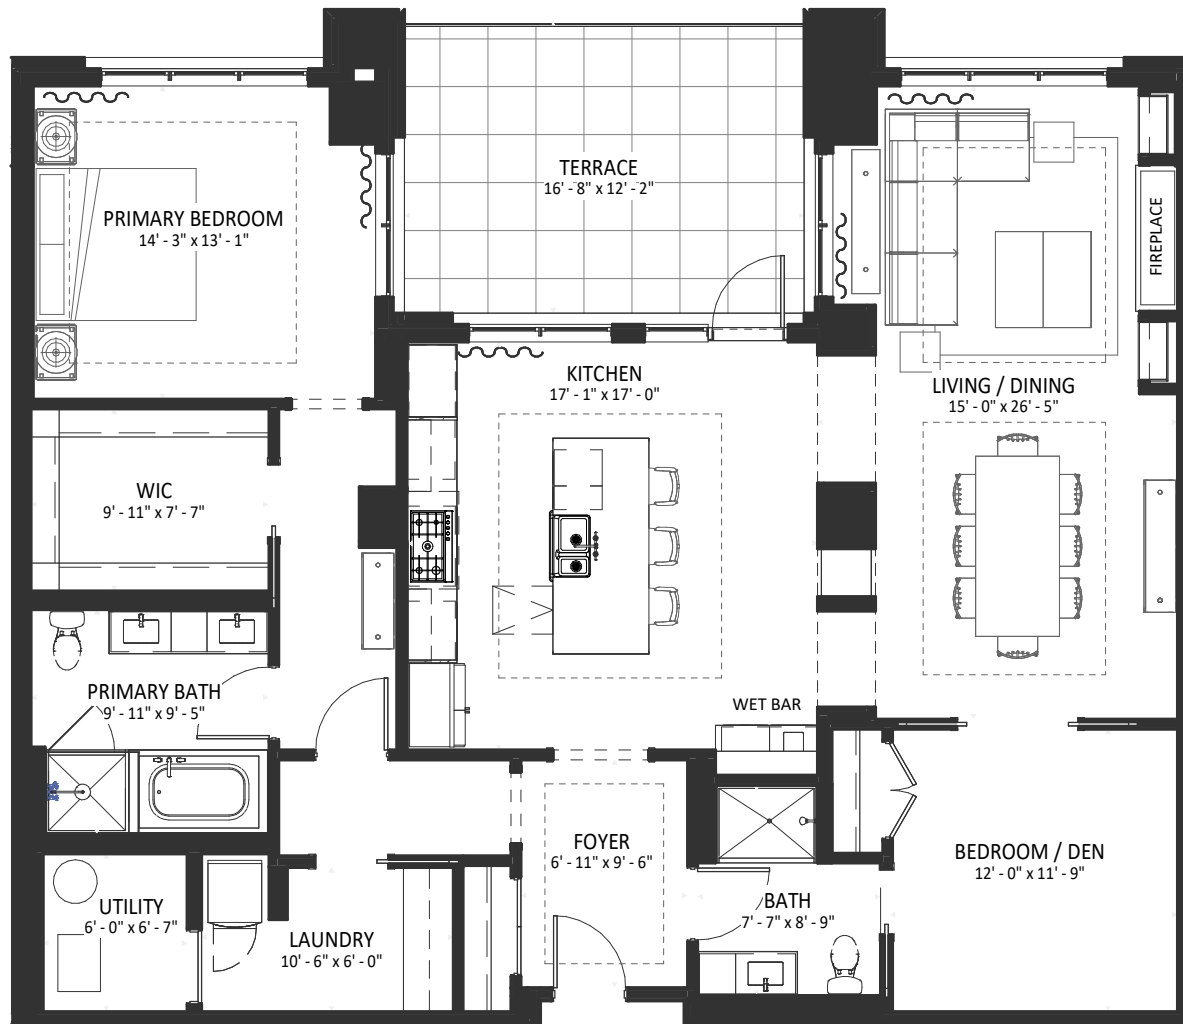 TERRACE
16' - 8" x 12' - 2"
PRIMARY BEDROOM
14' - 3" x 13' - 1"
FIREPLACE
KITCHEN
17' - 1" x 17' - 0"
LIVING / DINING
15' - 0" x 26' - 5"
WIC
9' - 11" x 7' - 7"
PRIMARY BATH
9' - 11" x 9' - 5"
WET BAR
FOYER
6' - 11" x 9' - 6"
BEDROOM / DEN
12' - 0" x 11' - 9"
BATH
7' - 7" x 8' - 9"
UTILITY
6' - 0" x 6' - 7"
LAUNDRY
10' - 6" x 6' - 0"